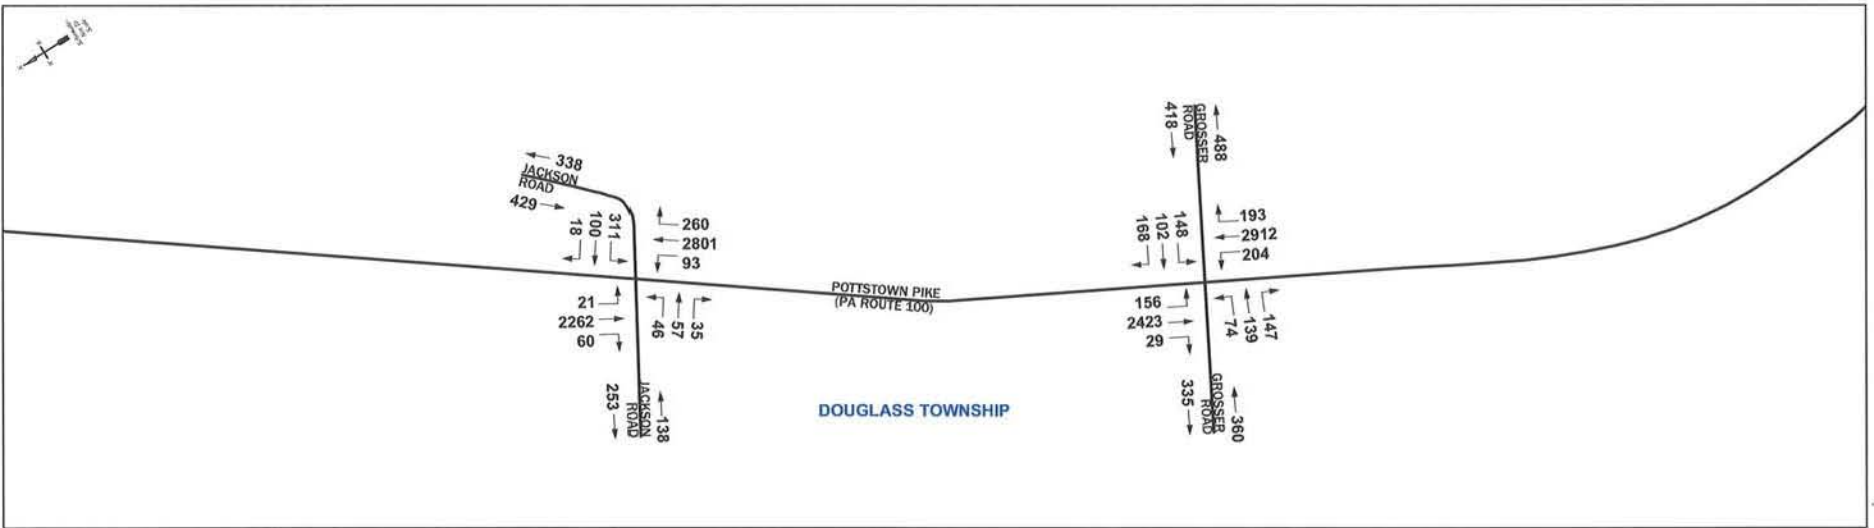 338
JACKSON
ROAD
429
18
100
311
260
2801
93
21
2262
60
46
57
35
253
JACKSON
ROAD
138
POTTSTOWN PIKE
(PA ROUTE 100)
DOUGLASS TOWNSHIP
418
GROSSER
ROAD
488
168
102
148
193
2912
204
156
2423
29
74
139
147
335
GROSSER
ROAD
360